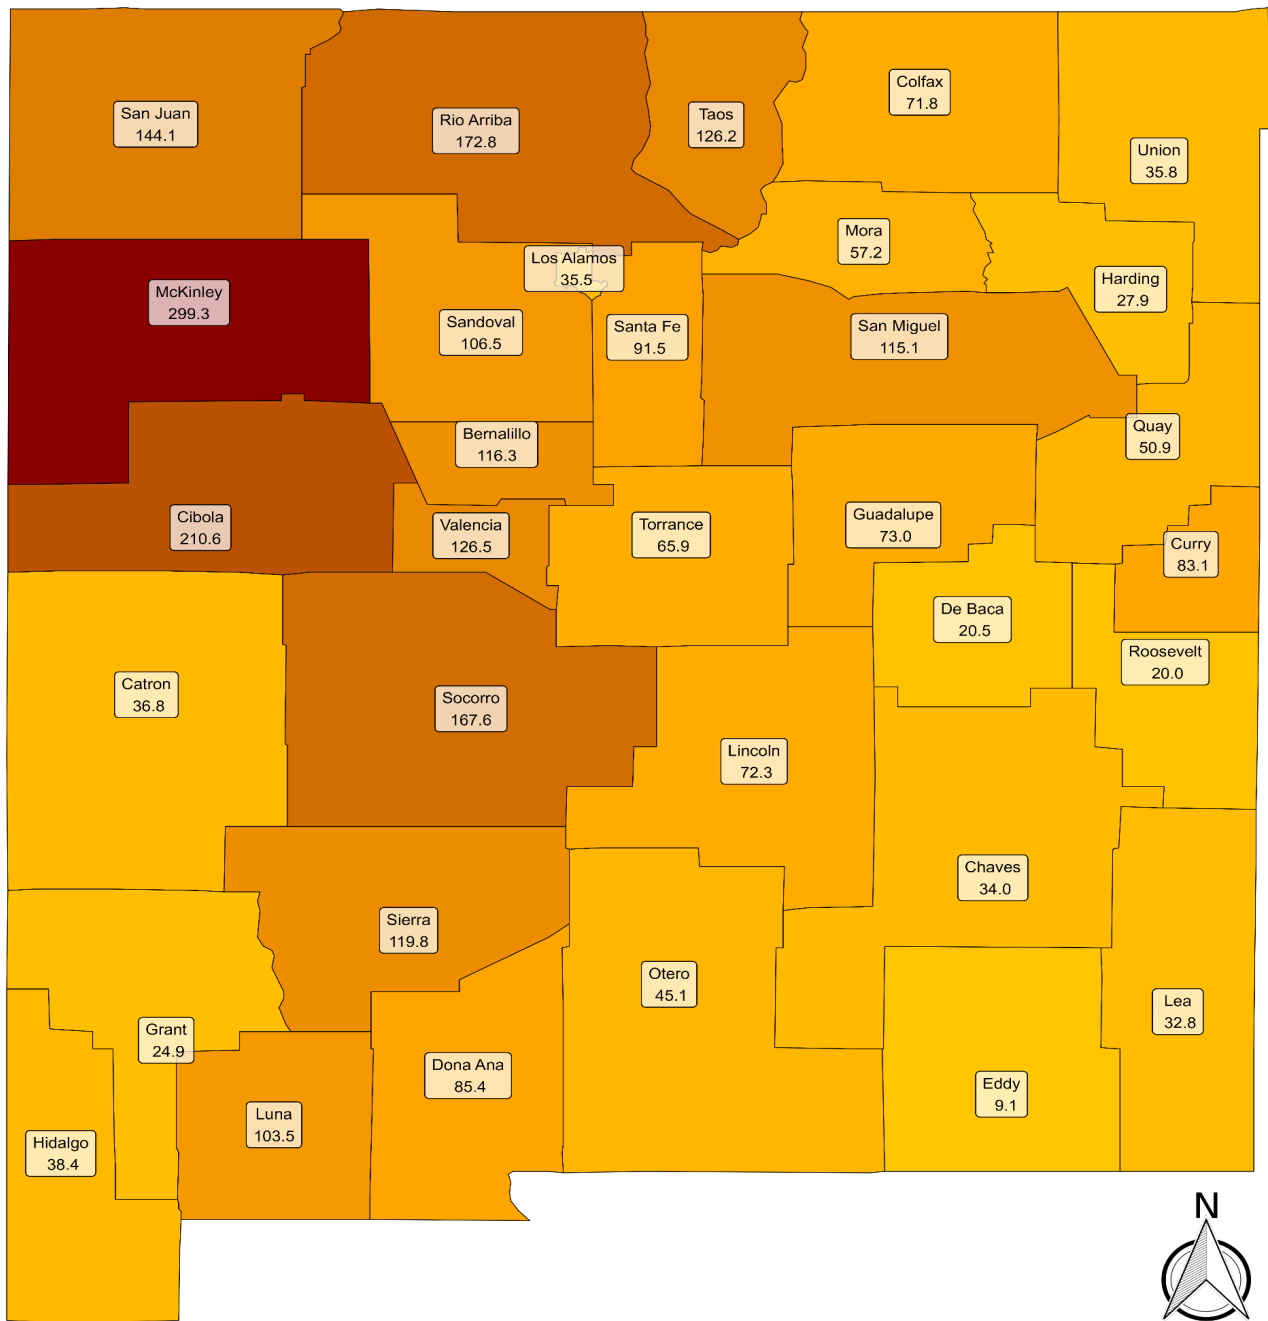 Colfax
71.8
San Juan
144.1
Rio Arriba
172.8
Taos
126.2
Union
35.8
Mora
57.2
Los Alamos
35.5
Harding
27.9
McKinley
299.3
Sandoval
106.5
Santa Fe
91.5
San Miguel
115.1
Quay
50.9
Bernalillo
116.3
Cibola
210.6
Valencia
126.5
Torrance
65.9
Guadalupe
73.0
Curry
83.1
De Baca
20.5
Roosevelt
20.0
Catron
36.8
Socorro
167.6
Lincoln
72.3
Chaves
34.0
Sierra
119.8
Otero
45.1
Lea
32.8
Grant
24.9
Dona Ana
85.4
Eddy
9.1
Luna
103.5
Hidalgo
38.4
N